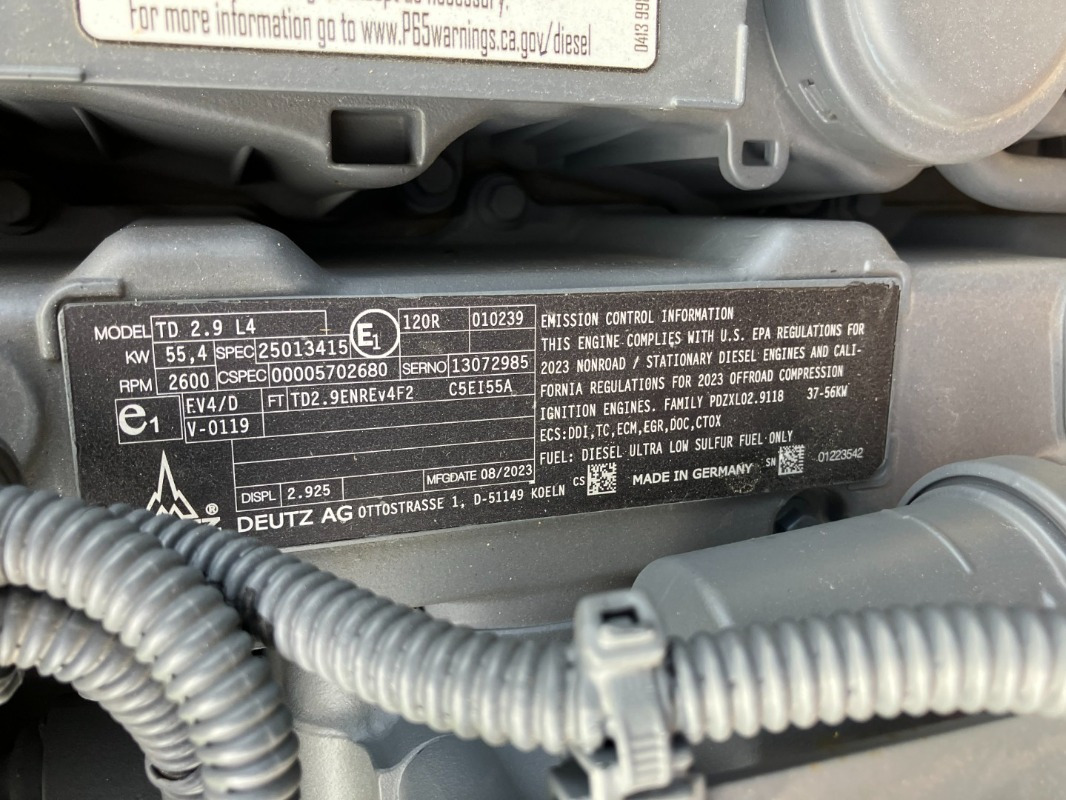 necessary.
For more information go to www.P65warnings.ca.gov/diesel
0413 99
MODEL TD 2.9 L4
KW 55,4 SPEC 25013415 E1 120R 010239
RPM 2600 CSPEC 00005702680 SERNO 13072985
e1 F.V4/D FT TD2.9ENREv4F2 C5EI55A
V-0119
MFGDATE 08/2023
DISPL 2.925
® DEUTZ AG OTTOSTRASSE 1, D-51149 KOELN
EMISSION CONTROL INFORMATION
THIS ENGINE COMPLIES WITH U.S. EPA REGULATIONS FOR
2023 NONROAD / STATIONARY DIESEL ENGINES AND CALI-
FORNIA REGULATIONS FOR 2023 OFFROAD COMPRESSION
IGNITION ENGINES. FAMILY PDZXL02.9118 37-56KW
ECS:DDI,TC,ECM,EGR,DOC,CTOX
FUEL: DIESEL ULTRA LOW SULFUR FUEL ONLY
CS MADE IN GERMANY SN 01223542